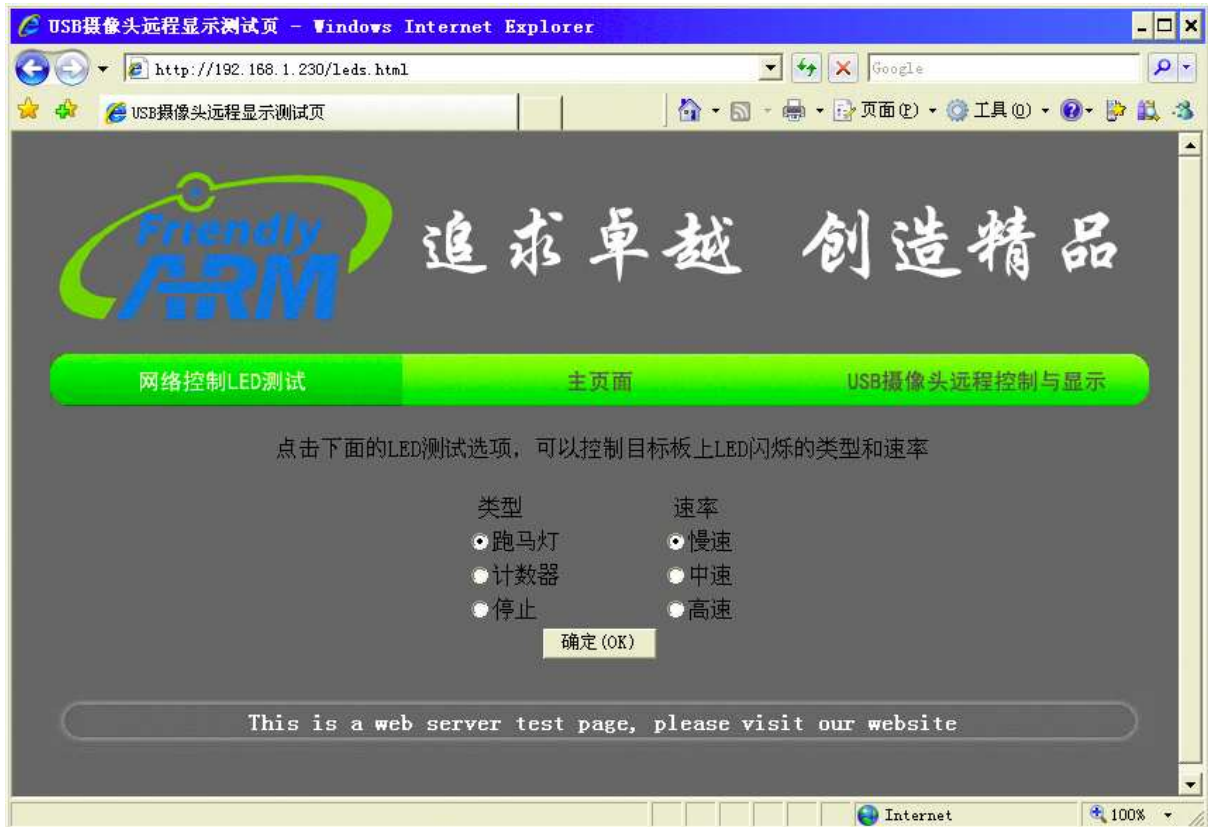 USB摄像头远程显示测试页 - Windows Internet Explorer
http://192.168.1.230/leds.html
Google
USB摄像头远程显示测试页
页面(P)
工具(O)
Friendly
ARM
追求卓越 创造精品
网络控制LED测试 主页面 USB摄像头远程控制与显示
点击下面的LED测试选项，可以控制目标板上LED闪烁的类型和速率
类型 速率
跑马灯 慢速
计数器 中速
停止 高速
确定(OK)
This is a web server test page, please visit our website
Internet 100%